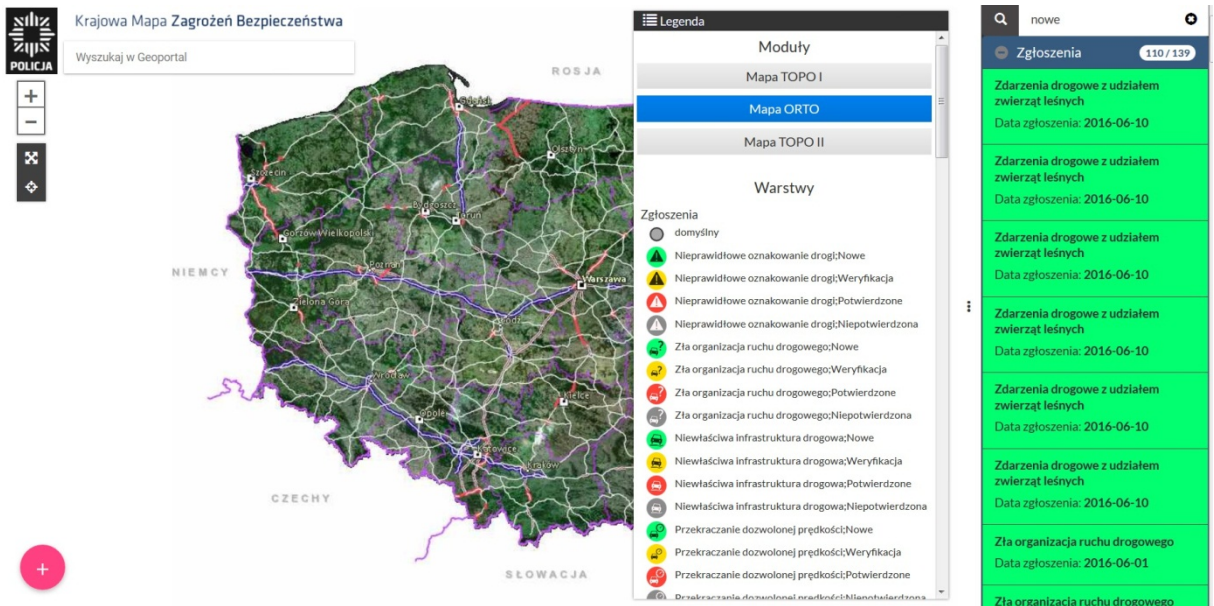 POLICJA
Krajowa Mapa Zagrożeń Bezpieczeństwa
Wyszukaj w Geoportal
+
−
ROSJA
Gdańsk
Olsztyn
Szczecin
Bydgoszcz
Toruń
Gorzów Wielkopolski
NIEMCY
Poznań
Warszawa
Zielona Góra
Łódź
Wrocław
Kielce
Opole
Katowice
Kraków
CZECHY
SŁOWACJA
+
Legenda
Moduły
Mapa TOPO I
Mapa ORTO
Mapa TOPO II
Warstwy
Zgłoszenia
domyślny
Nieprawidłowe oznakowanie drogi;Nowe
Nieprawidłowe oznakowanie drogi;Weryfikacja
Nieprawidłowe oznakowanie drogi;Potwierdzone
Nieprawidłowe oznakowanie drogi;Niepotwierdzona
Zła organizacja ruchu drogowego;Nowe
Zła organizacja ruchu drogowego;Weryfikacja
Zła organizacja ruchu drogowego;Potwierdzone
Zła organizacja ruchu drogowego;Niepotwierdzona
Niewłaściwa infrastruktura drogowa;Nowe
Niewłaściwa infrastruktura drogowa;Weryfikacja
Niewłaściwa infrastruktura drogowa;Potwierdzone
Niewłaściwa infrastruktura drogowa;Niepotwierdzona
Przekraczanie dozwolonej prędkości;Nowe
Przekraczanie dozwolonej prędkości;Weryfikacja
Przekraczanie dozwolonej prędkości;Potwierdzone
Przekraczanie dozwolonej prędkości;Niepotwierdzona
nowe
Zgłoszenia 110 / 139
Zdarzenia drogowe z udziałem
zwierząt leśnych
Data zgłoszenia: 2016-06-10
Zdarzenia drogowe z udziałem
zwierząt leśnych
Data zgłoszenia: 2016-06-10
Zdarzenia drogowe z udziałem
zwierząt leśnych
Data zgłoszenia: 2016-06-10
Zdarzenia drogowe z udziałem
zwierząt leśnych
Data zgłoszenia: 2016-06-10
Zdarzenia drogowe z udziałem
zwierząt leśnych
Data zgłoszenia: 2016-06-10
Zdarzenia drogowe z udziałem
zwierząt leśnych
Data zgłoszenia: 2016-06-10
Zła organizacja ruchu drogowego
Data zgłoszenia: 2016-06-01
Zła organizacja ruchu drogowego